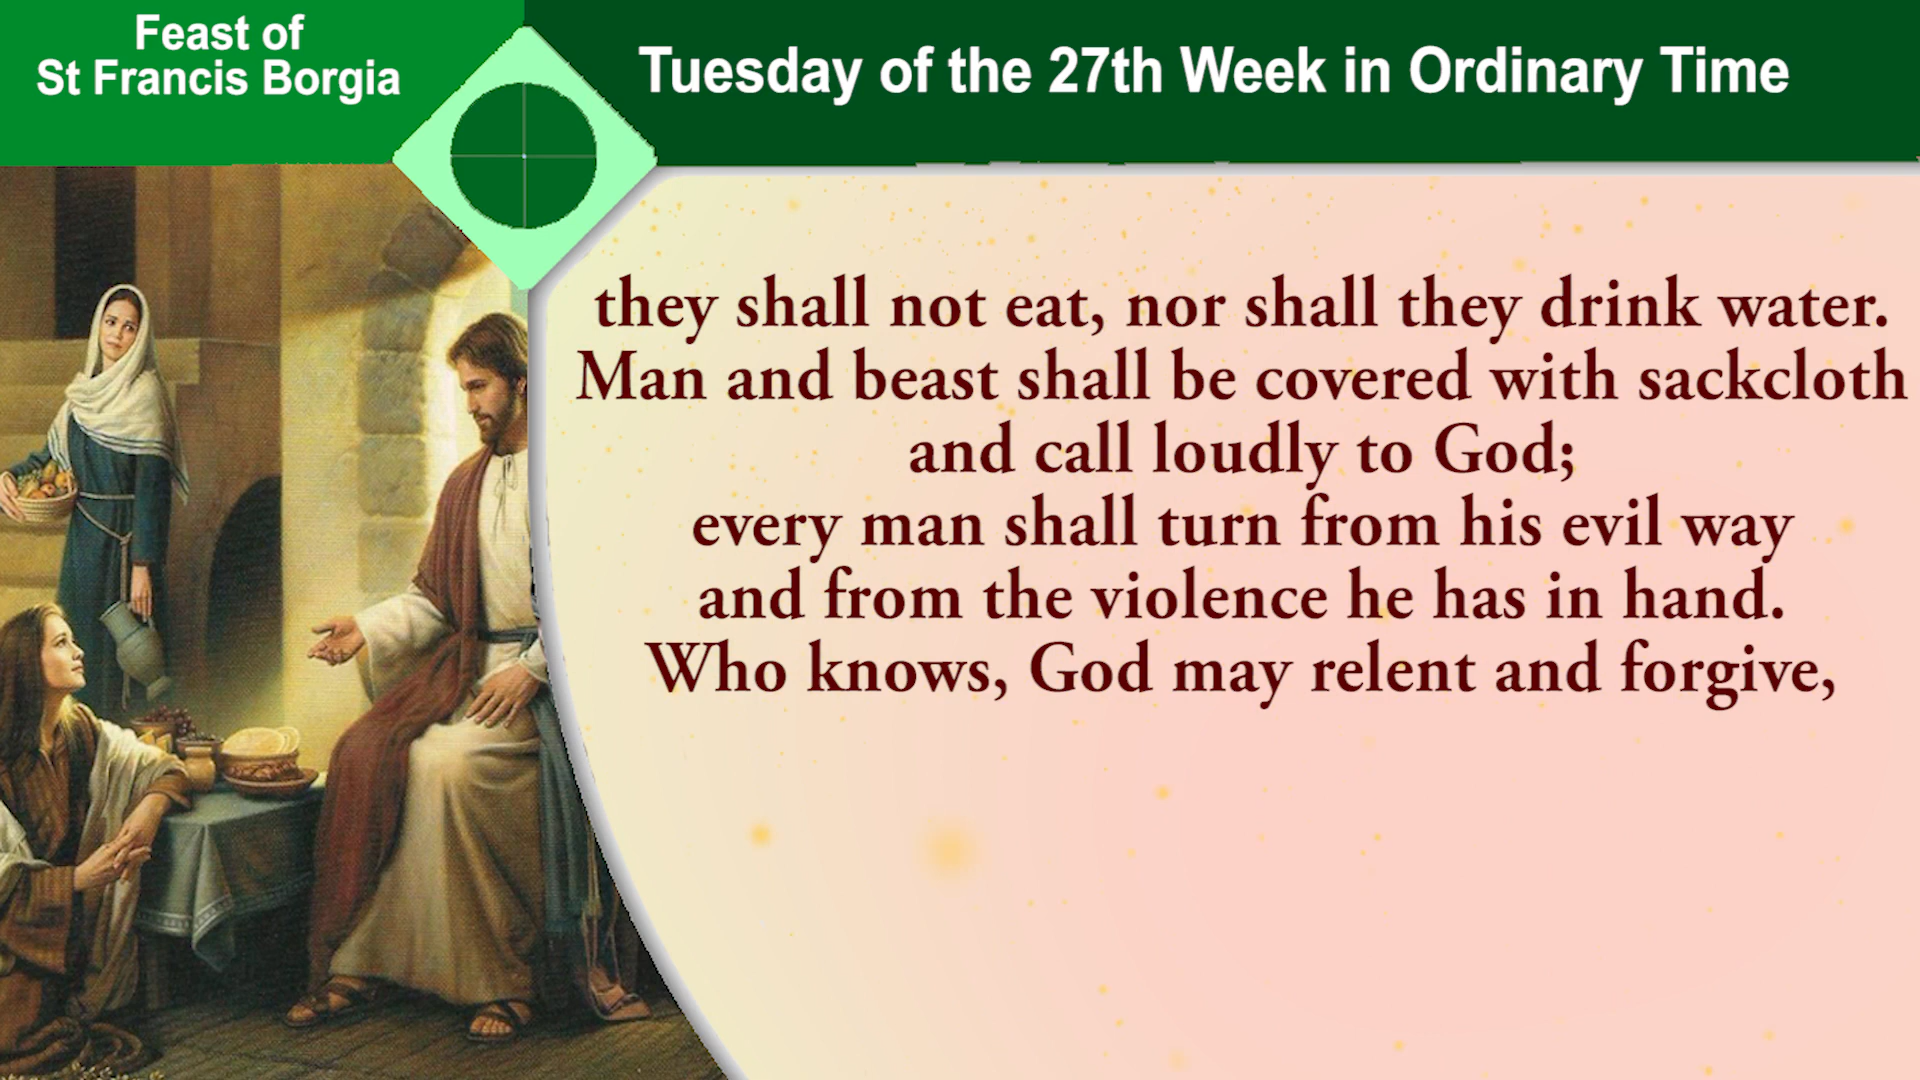 Feast of
St Francis Borgia
Tuesday of the 27th Week in Ordinary Time
they shall not eat, nor shall they drink water.
Man and beast shall be covered with sackcloth
and call loudly to God;
every man shall turn from his evil way
and from the violence he has in hand.
Who knows, God may relent and forgive,